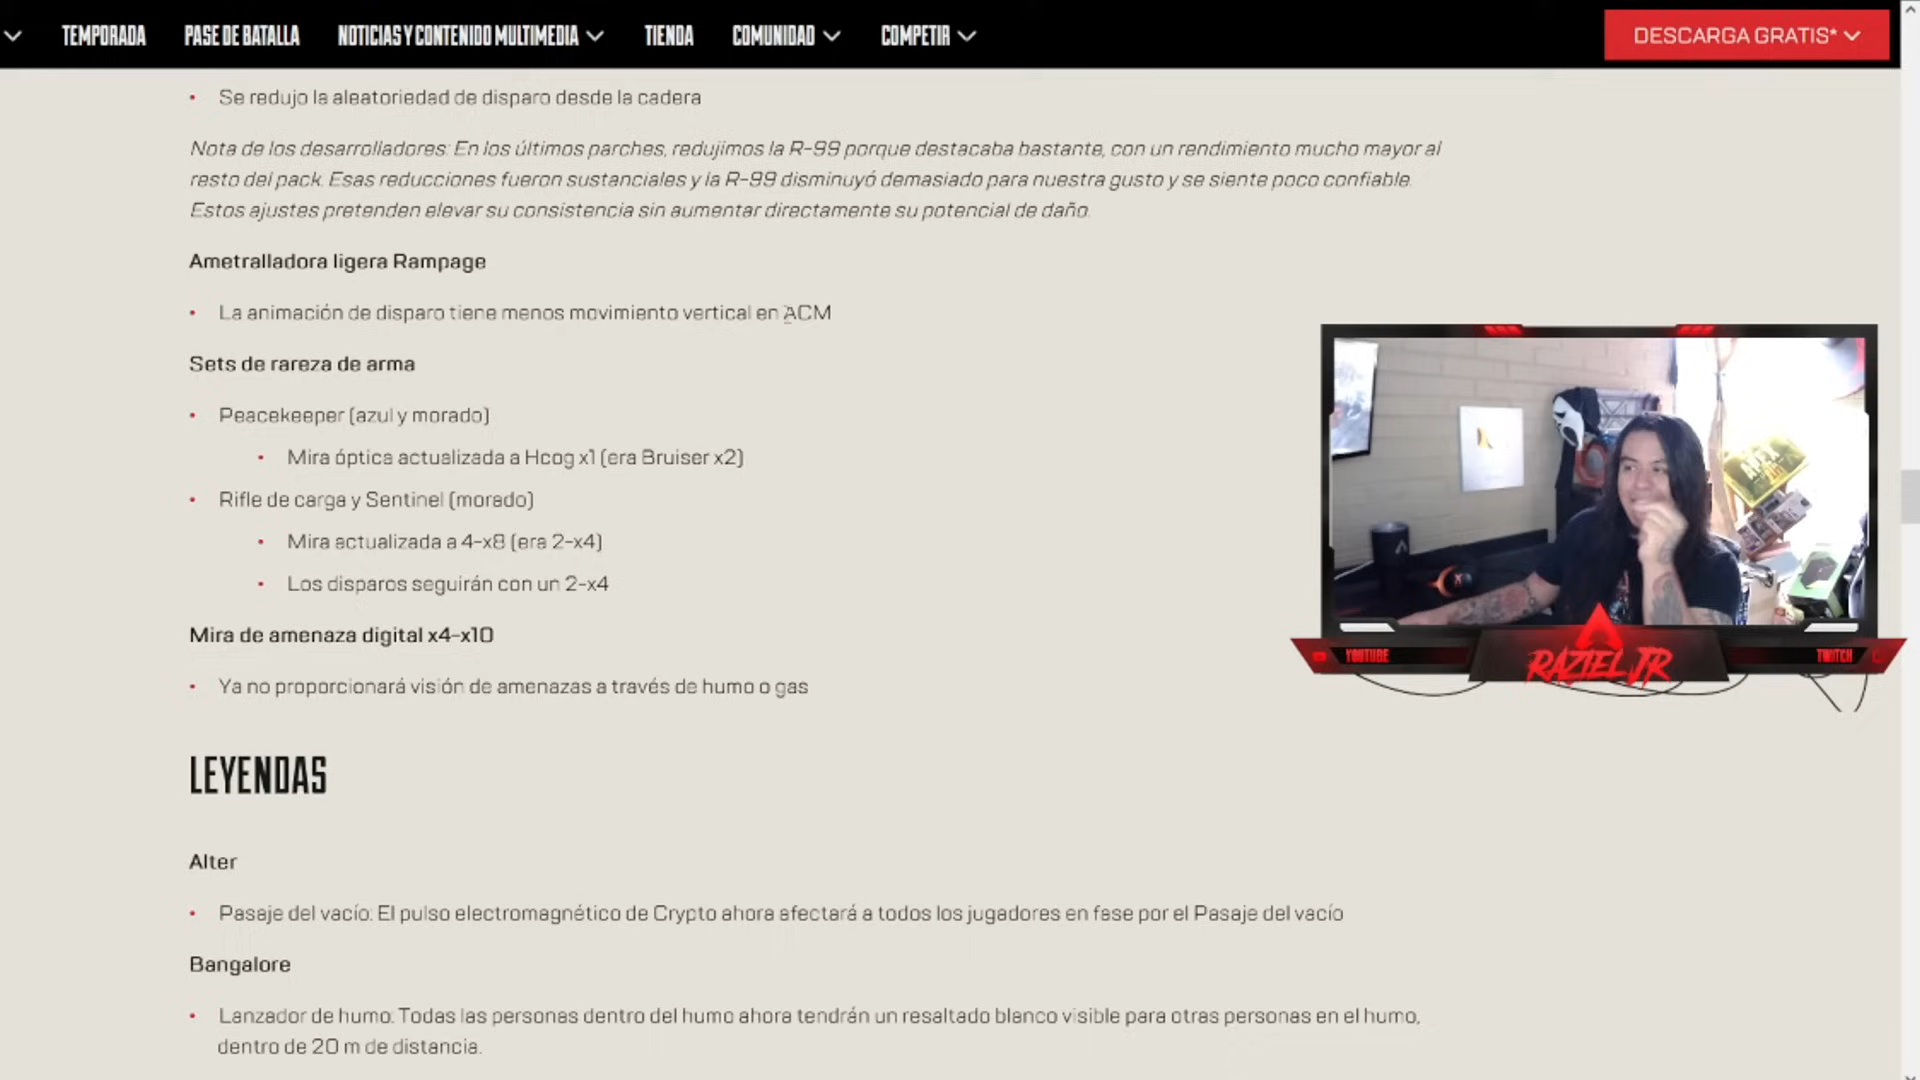 TEMPORADA PASE DE BATALLA NOTICIAS Y CONTENIDO MULTIMEDIA TIENDA COMUNIDAD COMPETIR DESCARGA GRATIS*
• Se redujo la aleatoriedad de disparo desde la cadera
Nota de los desarrolladores: En los últimos parches, redujimos la R-99 porque destacaba bastante, con un rendimiento mucho mayor al
resto del pack. Esas reducciones fueron sustanciales y la R-99 disminuyó demasiado para nuestra gusto y se siente poco confiable.
Estos ajustes pretenden elevar su consistencia sin aumentar directamente su potencial de daño.
Ametralladora ligera Rampage
• La animación de disparo tiene menos movimiento vertical en ACM
Sets de rareza de arma
• Peacekeeper (azul y morado)
• Mira óptica actualizada a Hcog x1 (era Bruiser x2)
• Rifle de carga y Sentinel (morado)
• Mira actualizada a 4-x8 (era 2-x4)
• Los disparos seguirán con un 2-x4
Mira de amenaza digital x4-x10
• Ya no proporcionará visión de amenazas a través de humo o gas
LEYENDAS
Alter
• Pasaje del vacío: El pulso electromagnético de Crypto ahora afectará a todos los jugadores en fase por el Pasaje del vacío
Bangalore
• Lanzador de humo: Todas las personas dentro del humo ahora tendrán un resaltado blanco visible para otras personas en el humo,
dentro de 20 m de distancia.
YOUTUBE RAZIEL JR TWITCH